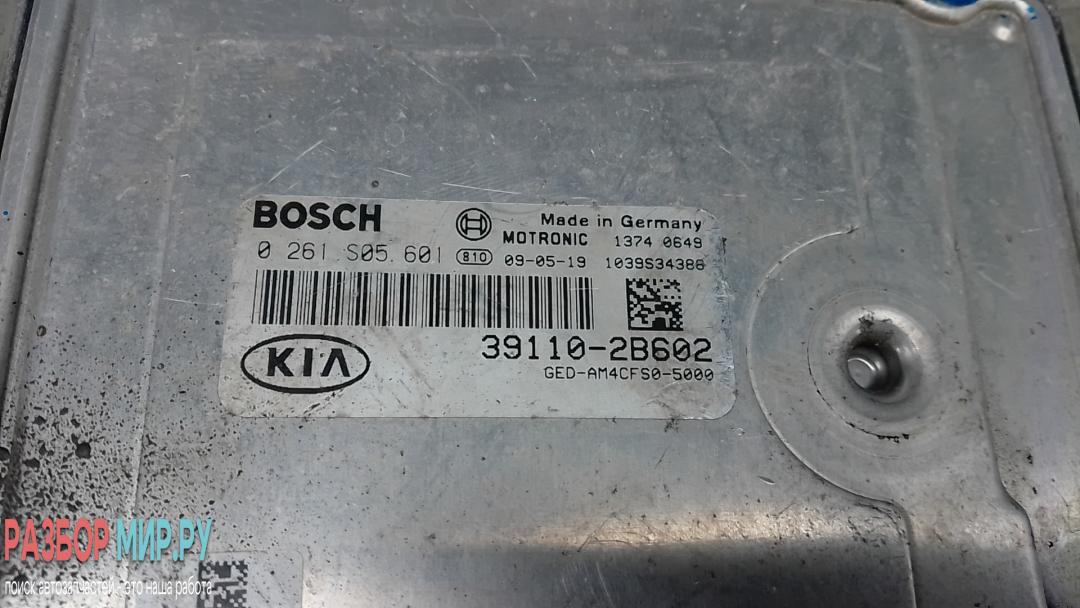 BOSCH
Made in Germany
MOTRONIC 1374 0649
0 261 S05 601 810 09-05-19 1039S34386
KIA
39110-2B602
GED-AM4CFS0-5000
РАЗБОР МИР.РУ
поиск автозапчастей - это наша работа